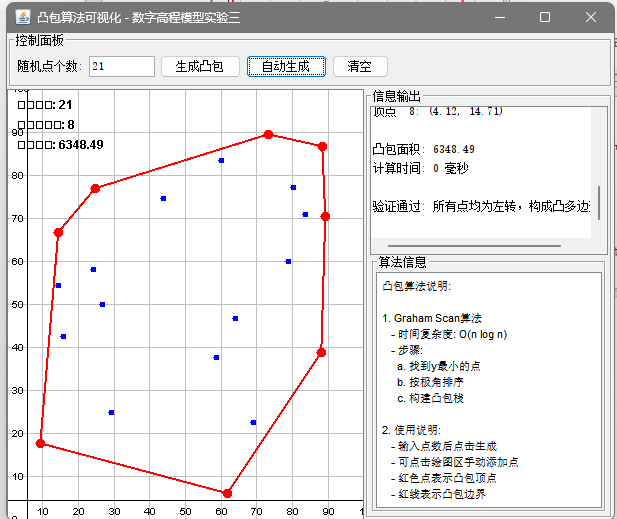 凸包算法可视化 - 数字高程模型实验三
控制面板
随机点个数: 21 生成凸包 自动生成 清空
□□□□: 21
□□□□□: 8
□□□□: 6348.49
90
80
70
60
50
40
30
20
10
10 20 30 40 50 60 70 80 90 1
信息输出
顶点 8: (4.12, 14.71)
凸包面积: 6348.49
计算时间: 0 毫秒
验证通过: 所有点均为左转，构成凸多边
算法信息
凸包算法说明:
1. Graham Scan算法
- 时间复杂度: O(n log n)
- 步骤:
a. 找到y最小的点
b. 按极角排序
c. 构建凸包栈
2. 使用说明:
- 输入点数后点击生成
- 可点击绘图区手动添加点
- 红色点表示凸包顶点
- 红线表示凸包边界